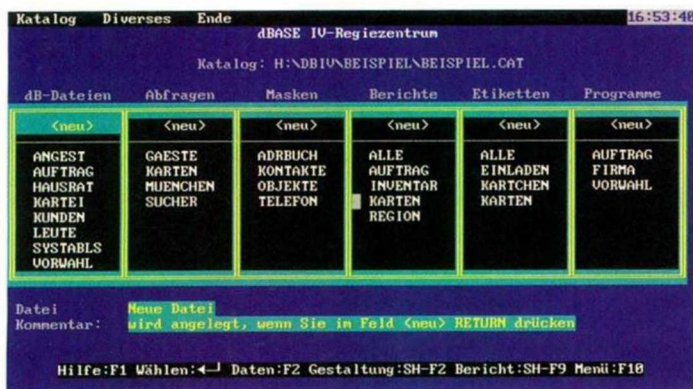 Katalog Diverses Ende 16:53:40
dBASE IV-Regiezentrum
Katalog: H:\DBIV\BEISPIEL\BEISPIEL.CAT
dB-Dateien Abfragen Masken Berichte Etiketten Programme
<neu> <neu> <neu> <neu> <neu> <neu>
ANGEST GAESTE ADRBUCH ALLE ALLE AUFTRAG
AUFTRAG KARTEN KONTAKTE AUFTRAG EINLADEN FIRMA
HAUSRAT MUENCHEN OBJEKTE INVENTAR KARTCHEN VORWAHL
KARTEI SUCHER TELEFON KARTEN KARTEN
KUNDEN REGION
LEUTE
SYSTABLS
VORWAHL
Datei Neue Datei
Kommentar: wird angelegt, wenn Sie im Feld <neu> RETURN drücken
Hilfe:F1 Wählen:◄┘ Daten:F2 Gestaltung:SH-F2 Bericht:SH-F9 Menü:F10